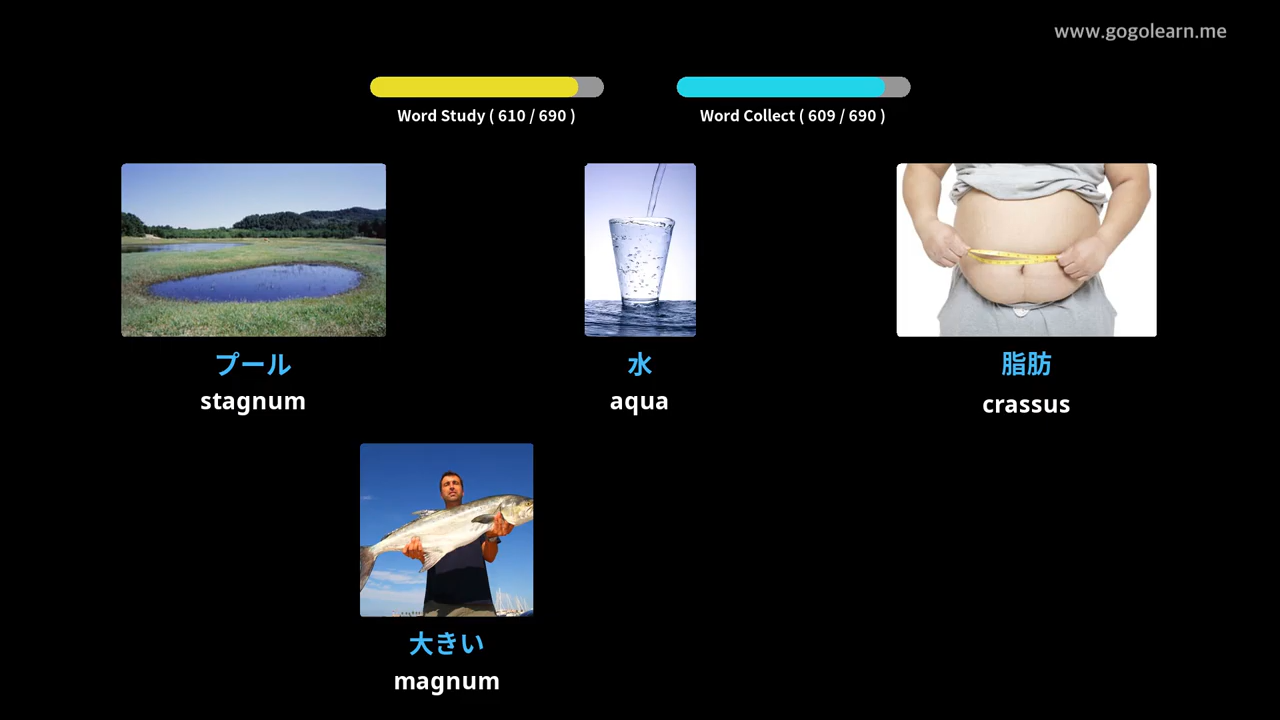 www.gogolearn.me
Word Study ( 610 / 690 )
Word Collect ( 609 / 690 )
プール
stagnum
水
aqua
脂肪
crassus
大きい
magnum